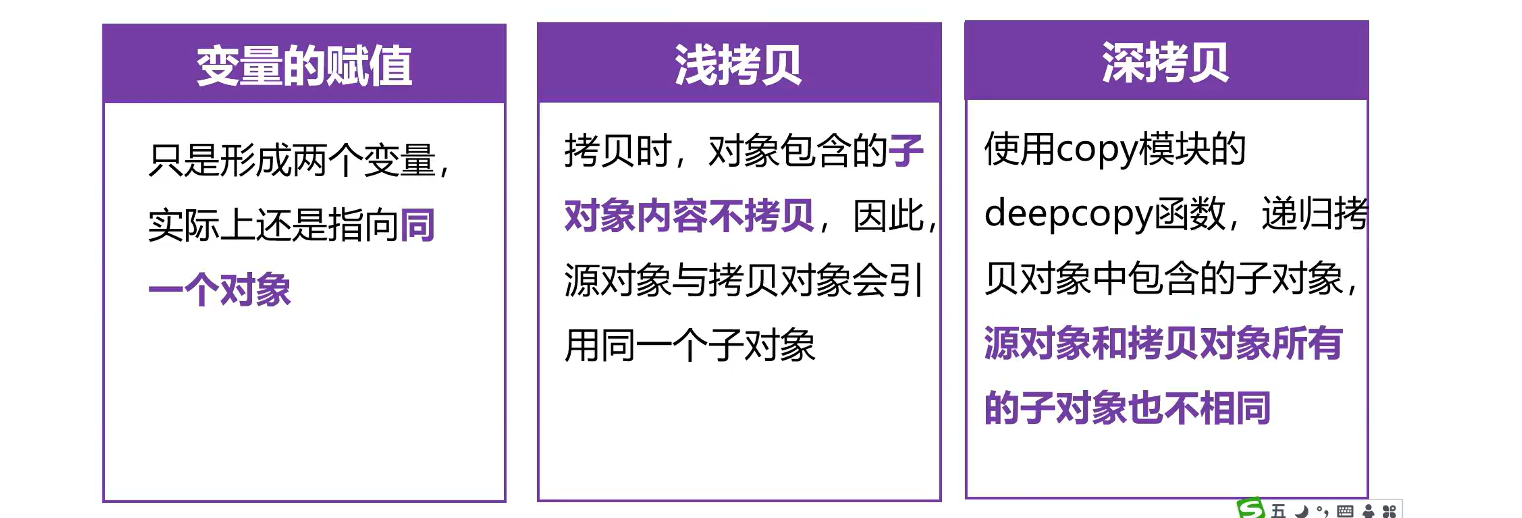 变量的赋值
只是形成两个变量，
实际上还是指向同
一个对象
浅拷贝
拷贝时，对象包含的子
对象内容不拷贝，因此，
源对象与拷贝对象会引
用同一个子对象
深拷贝
使用copy模块的
deepcopy函数，递归拷
贝对象中包含的子对象，
源对象和拷贝对象所有
的子对象也不相同
S 五